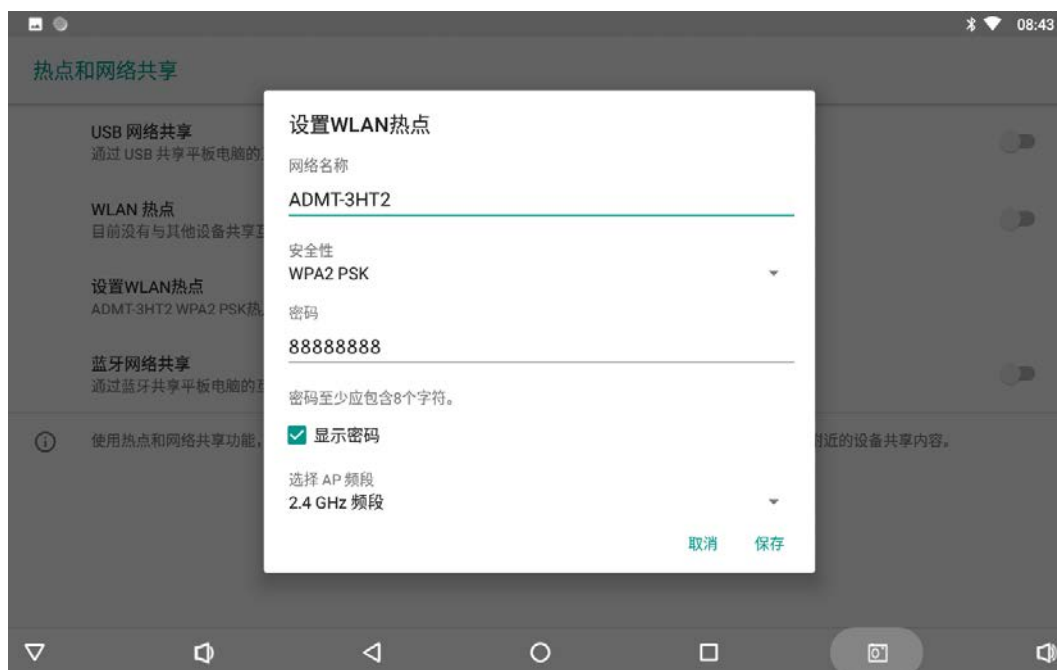 08:43
热点和网络共享
USB 网络共享
通过 USB 共享平板电脑的
WLAN 热点
目前没有与其他设备共享互
设置WLAN热点
ADMT-3HT2 WPA2 PSK热
蓝牙网络共享
通过蓝牙共享平板电脑的互
使用热点和网络共享功能，
附近的设备共享内容。
设置WLAN热点
网络名称
ADMT-3HT2
安全性
WPA2 PSK
密码
88888888
密码至少应包含8个字符。
显示密码
选择 AP 频段
2.4 GHz 频段
取消 保存